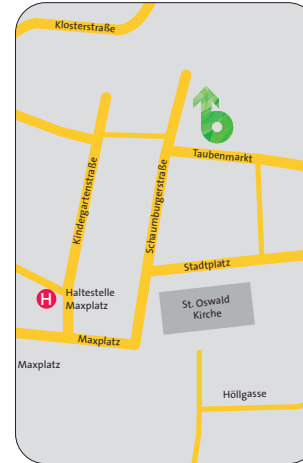 Klosterstraße
Taubenmarkt
Kindergartenstraße
Schaumburgerstraße
Stadtplatz
H
Haltestelle
Maxplatz
St. Oswald
Kirche
Maxplatz
Maxplatz
Höllgasse